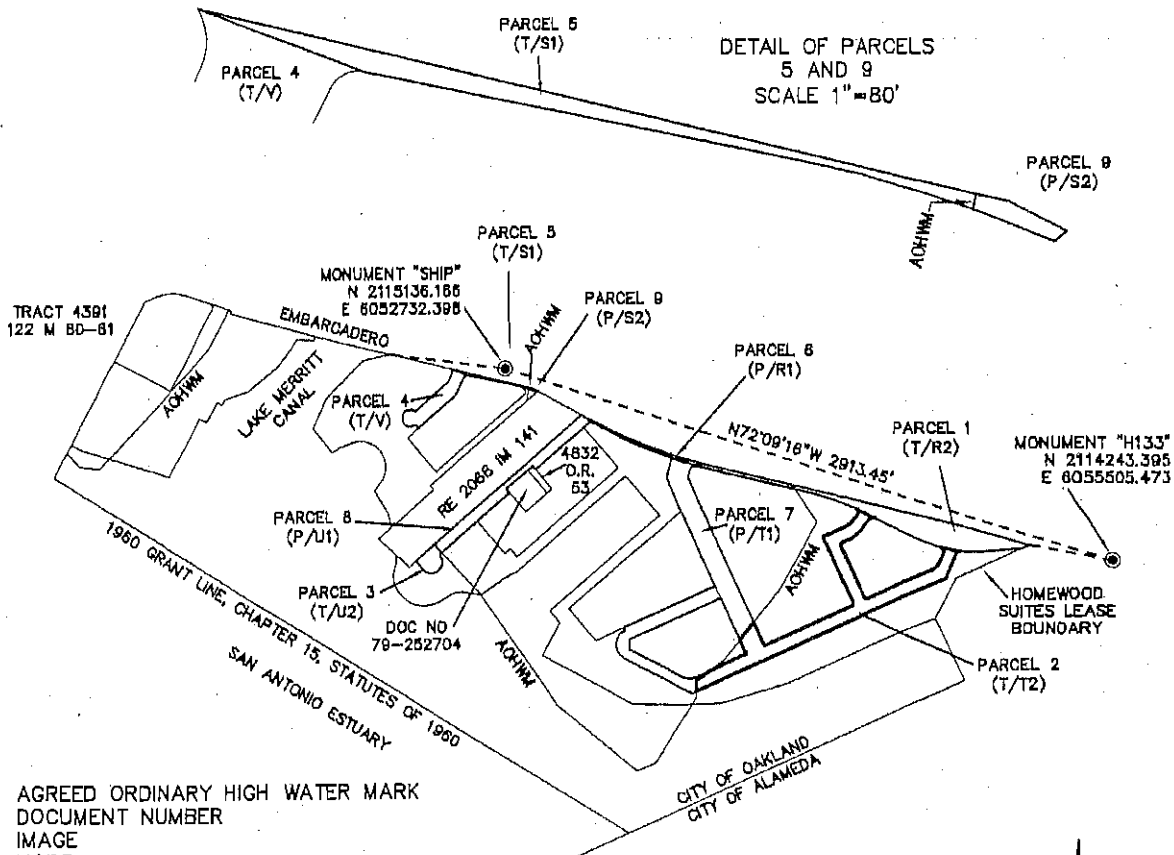 PARCEL 5
(T/S1)
DETAIL OF PARCELS
5 AND 9
SCALE 1"=80'
PARCEL 4
(T/V)
PARCEL 9
(P/S2)
AOHWM
PARCEL 5
(T/S1)
MONUMENT "SHIP"
N 2115136.166
E 6052732.398
AOHWM
PARCEL 9
(P/S2)
TRACT 4391
122 M 80-81
EMBARCADERO
PARCEL 6
(P/R1)
AOHWM
LAKE MERRITT
CANAL
PARCEL 4
(T/V)
N72°09'16"W 2913.45'
PARCEL 1
(T/R2)
MONUMENT "H133"
N 2114243.395
E 6055505.473
RE 2068 IM 141
4832
O.R.
53
PARCEL 7
(P/T1)
AOHWM
PARCEL 8
(P/U1)
PARCEL 3
(T/U2)
DOC NO
79-252704
AOHWM
HOMEWOOD
SUITES LEASE
BOUNDARY
PARCEL 2
(T/T2)
1960 GRANT LINE, CHAPTER 15, STATUTES OF 1960
SAN ANTONIO ESTUARY
CITY OF OAKLAND
CITY OF ALAMEDA
AGREED ORDINARY HIGH WATER MARK
DOCUMENT NUMBER
IMAGE